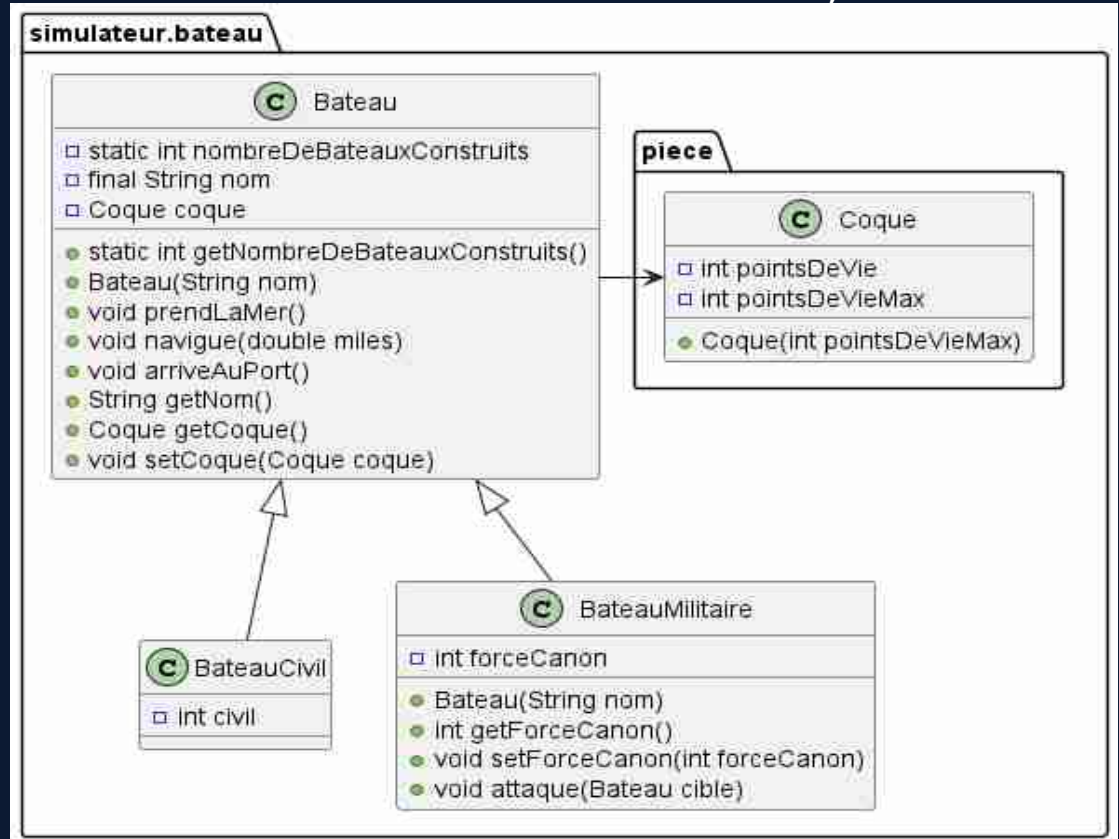 simulateur.bateau
C Bateau
static int nombreDeBateauxConstruits
final String nom
Coque coque
static int getNombreDeBateauxConstruits()
Bateau(String nom)
void prendLaMer()
void navigue(double miles)
void arriveAuPort()
String getNom()
Coque getCoque()
void setCoque(Coque coque)
piece
C Coque
int pointsDeVie
int pointsDeVieMax
Coque(int pointsDeVieMax)
C BateauCivil
int civil
C BateauMilitaire
int forceCanon
Bateau(String nom)
int getForceCanon()
void setForceCanon(int forceCanon)
void attaque(Bateau cible)